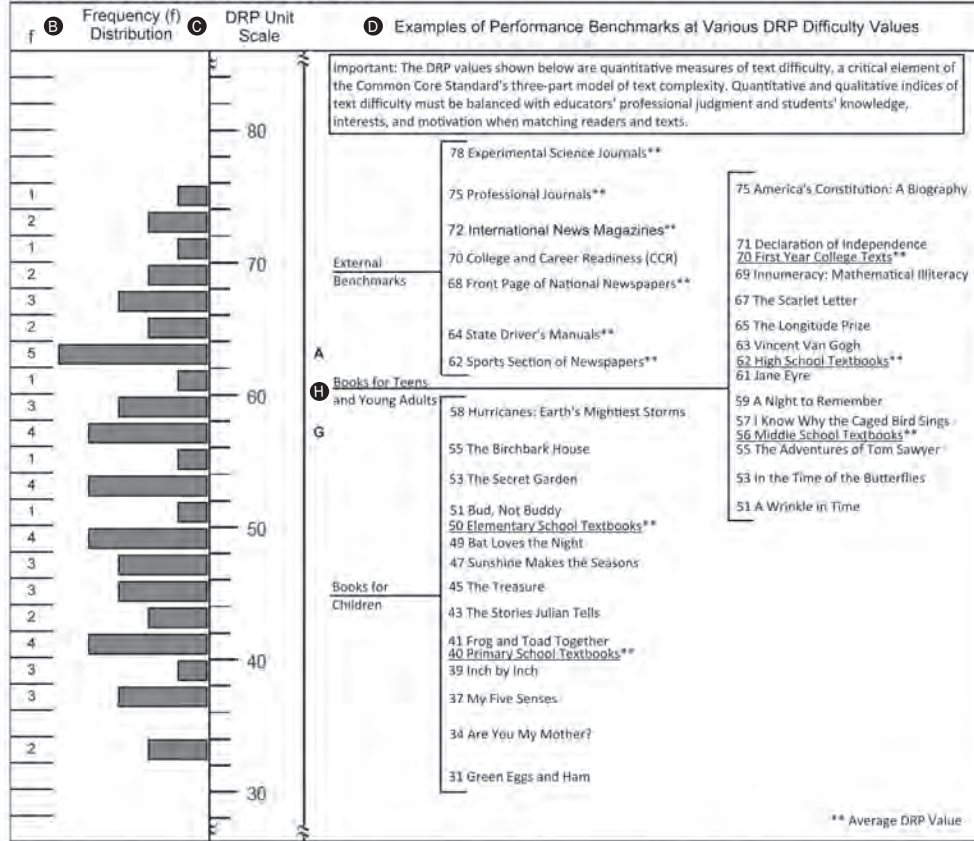 f
B
Frequency (f)
Distribution
C
DRP Unit
Scale
D
Examples of Performance Benchmarks at Various DRP Difficulty Values
Important: The DRP values shown below are quantitative measures of text difficulty, a critical element of
the Common Core Standard's three-part model of text complexity. Quantitative and qualitative indices of
text difficulty must be balanced with educators' professional judgment and students' knowledge,
interests, and motivation when matching readers and texts.
1
2
1
2
3
2
5
1
3
4
1
4
1
4
3
3
2
4
3
3
2
80
70
60
50
40
30
A
H
G
External
Benchmarks
78 Experimental Science Journals**
75 Professional Journals**
72 International News Magazines**
70 College and Career Readiness (CCR)
68 Front Page of National Newspapers**
64 State Driver's Manuals**
62 Sports Section of Newspapers**
Books for Teens
and Young Adults
75 America's Constitution: A Biography
71 Declaration of Independence
70 First Year College Texts**
69 Innumeracy: Mathematical Illiteracy
67 The Scarlet Letter
65 The Longitude Prize
63 Vincent Van Gogh
62 High School Textbooks**
61 Jane Eyre
59 A Night to Remember
57 I Know Why the Caged Bird Sings
56 Middle School Textbooks**
55 The Adventures of Tom Sawyer
53 In the Time of the Butterflies
51 A Wrinkle in Time
Books for
Children
58 Hurricanes: Earth's Mightiest Storms
55 The Birchbark House
53 The Secret Garden
51 Bud, Not Buddy
50 Elementary School Textbooks**
49 Bat Loves the Night
47 Sunshine Makes the Seasons
45 The Treasure
43 The Stories Julian Tells
41 Frog and Toad Together
40 Primary School Textbooks**
39 Inch by Inch
37 My Five Senses
34 Are You My Mother?
31 Green Eggs and Ham
** Average DRP Value